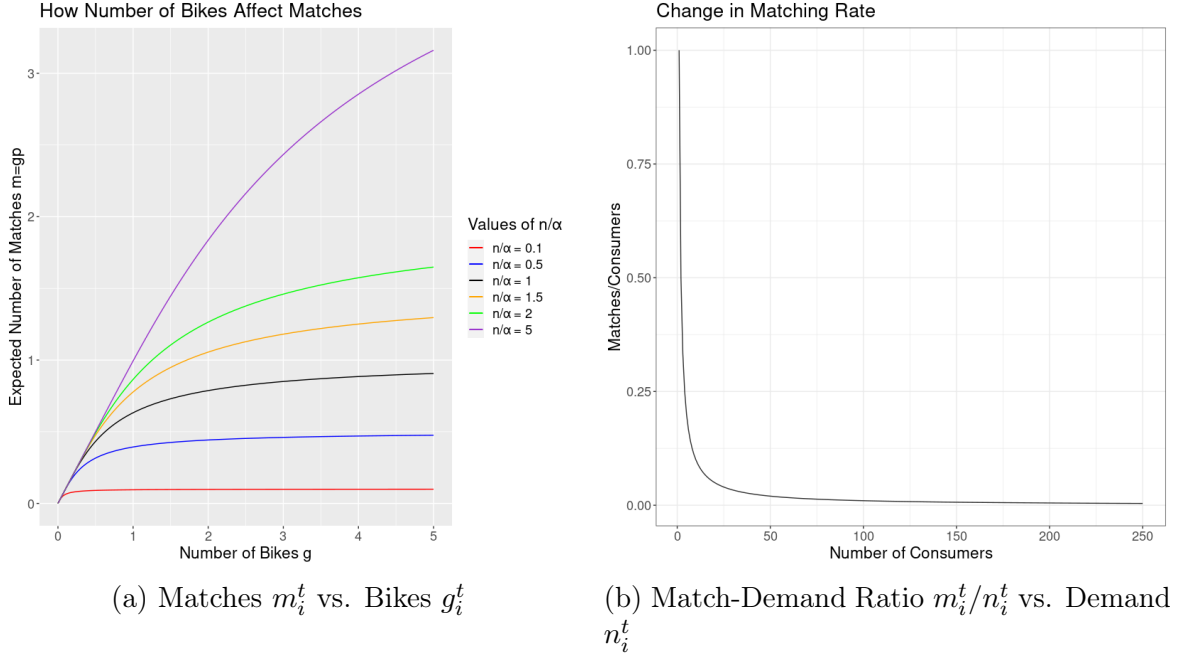 How Number of Bikes Affect Matches
Expected Number of Matches m=gp
3
2
1
0
0 1 2 3 4 5
Number of Bikes g
Values of n/α
n/α = 0.1
n/α = 0.5
n/α = 1
n/α = 1.5
n/α = 2
n/α = 5
(a) Matches m_i^t vs. Bikes g_i^t
Change in Matching Rate
Matches/Consumers
1.00
0.75
0.50
0.25
0.00
0 50 100 150 200 250
Number of Consumers
(b) Match-Demand Ratio m_i^t/n_i^t vs. Demand
n_i^t